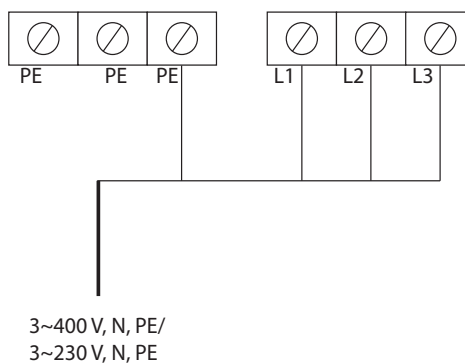 PE PE PE L1 L2 L3
3~400 V, N, PE/
3~230 V, N, PE